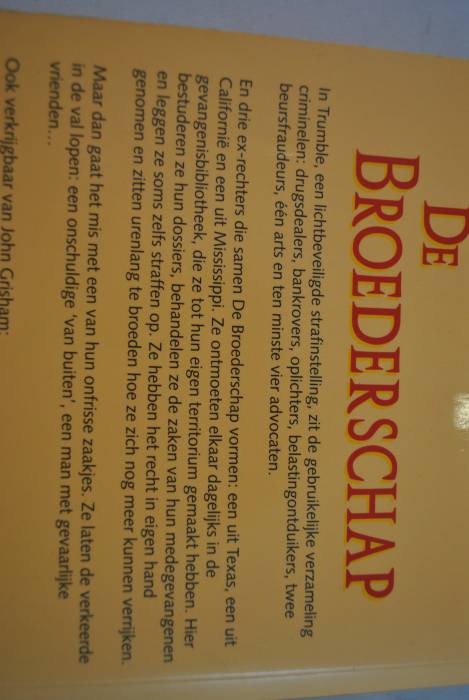 DE
BROEDERSCHAP
In Trumble, een lichtbeveiligde strafinstelling, zit de gebruikelijke verzameling
criminelen: drugsdealers, bankrovers, oplichters, belastingontduikers, twee
beursfraudeurs, één arts en ten minste vier advocaten.
En drie ex-rechters die samen De Broederschap vormen: een uit Texas, een uit
Californië en een uit Mississippi. Ze ontmoeten elkaar dagelijks in de
gevangenisbibliotheek, die ze tot hun eigen territorium gemaakt hebben. Hier
bestuderen ze hun dossiers, behandelen ze de zaken van hun medegevangenen
en leggen ze soms zelfs straffen op. Ze hebben het recht in eigen hand
genomen en zitten urenlang te broeden hoe ze zich nog meer kunnen verrijken.
Maar dan gaat het mis met een van hun onfrisse zaakjes. Ze laten de verkeerde
in de val lopen: een onschuldige 'van buiten', een man met gevaarlijke
vrienden...
Ook verkrijgbaar van John Grisham: